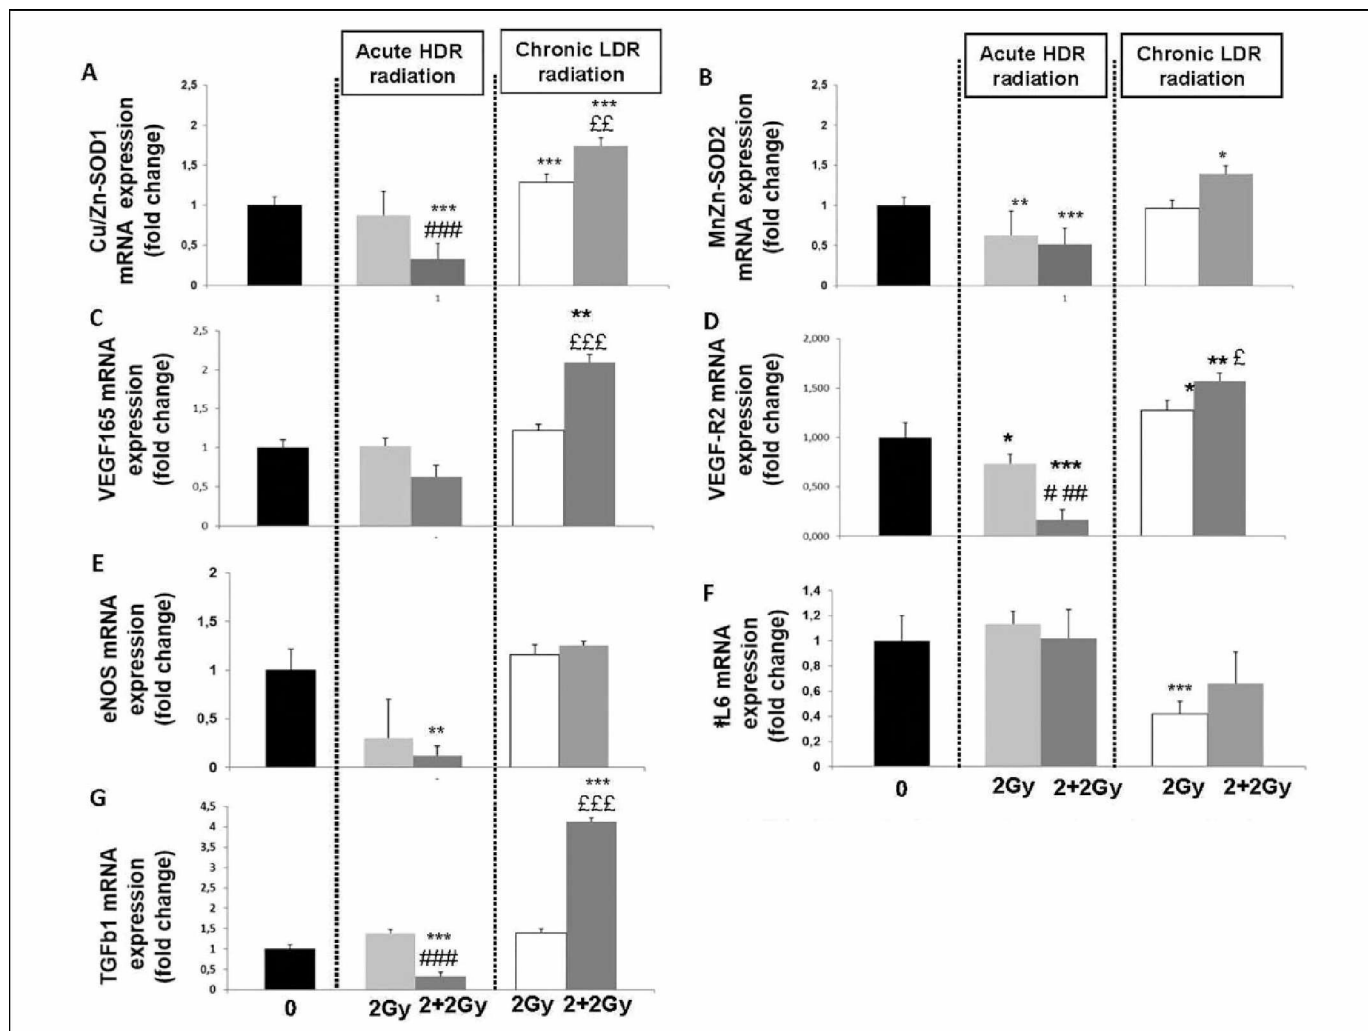 Acute HDR
radiation
Chronic LDR
radiation
Acute HDR
radiation
Chronic LDR
radiation
A
Cu/Zn-SOD1
mRNA expression
(fold change)
2,5
2
1,5
1
0,5
0
***
###
***
***
££
1
B
MnZn-SOD2
mRNA expression
(fold change)
2,5
2
1,5
1
0,5
0
**
***
*
1
C
VEGF165 mRNA
expression
(fold change)
2,5
2
1,5
1
0,5
0
**
£££
D
VEGF-R2 mRNA
expression
(fold change)
2,000
1,500
1,000
0,500
0,000
*
***
# ##
*
** £
E
eNOS mRNA
expression
(fold change)
2
1,5
1
0,5
0
**
F
IL6 mRNA
expression
(fold change)
1,4
1,2
1
0,8
0,6
0,4
0,2
0
***
0
2Gy
2+2Gy
2Gy
2+2Gy
G
TGFb1 mRNA
expression
(fold change)
4,5
4
3,5
3
2,5
2
1,5
1
0,5
0
***
###
***
£££
0
2Gy
2+2Gy
2Gy
2+2Gy